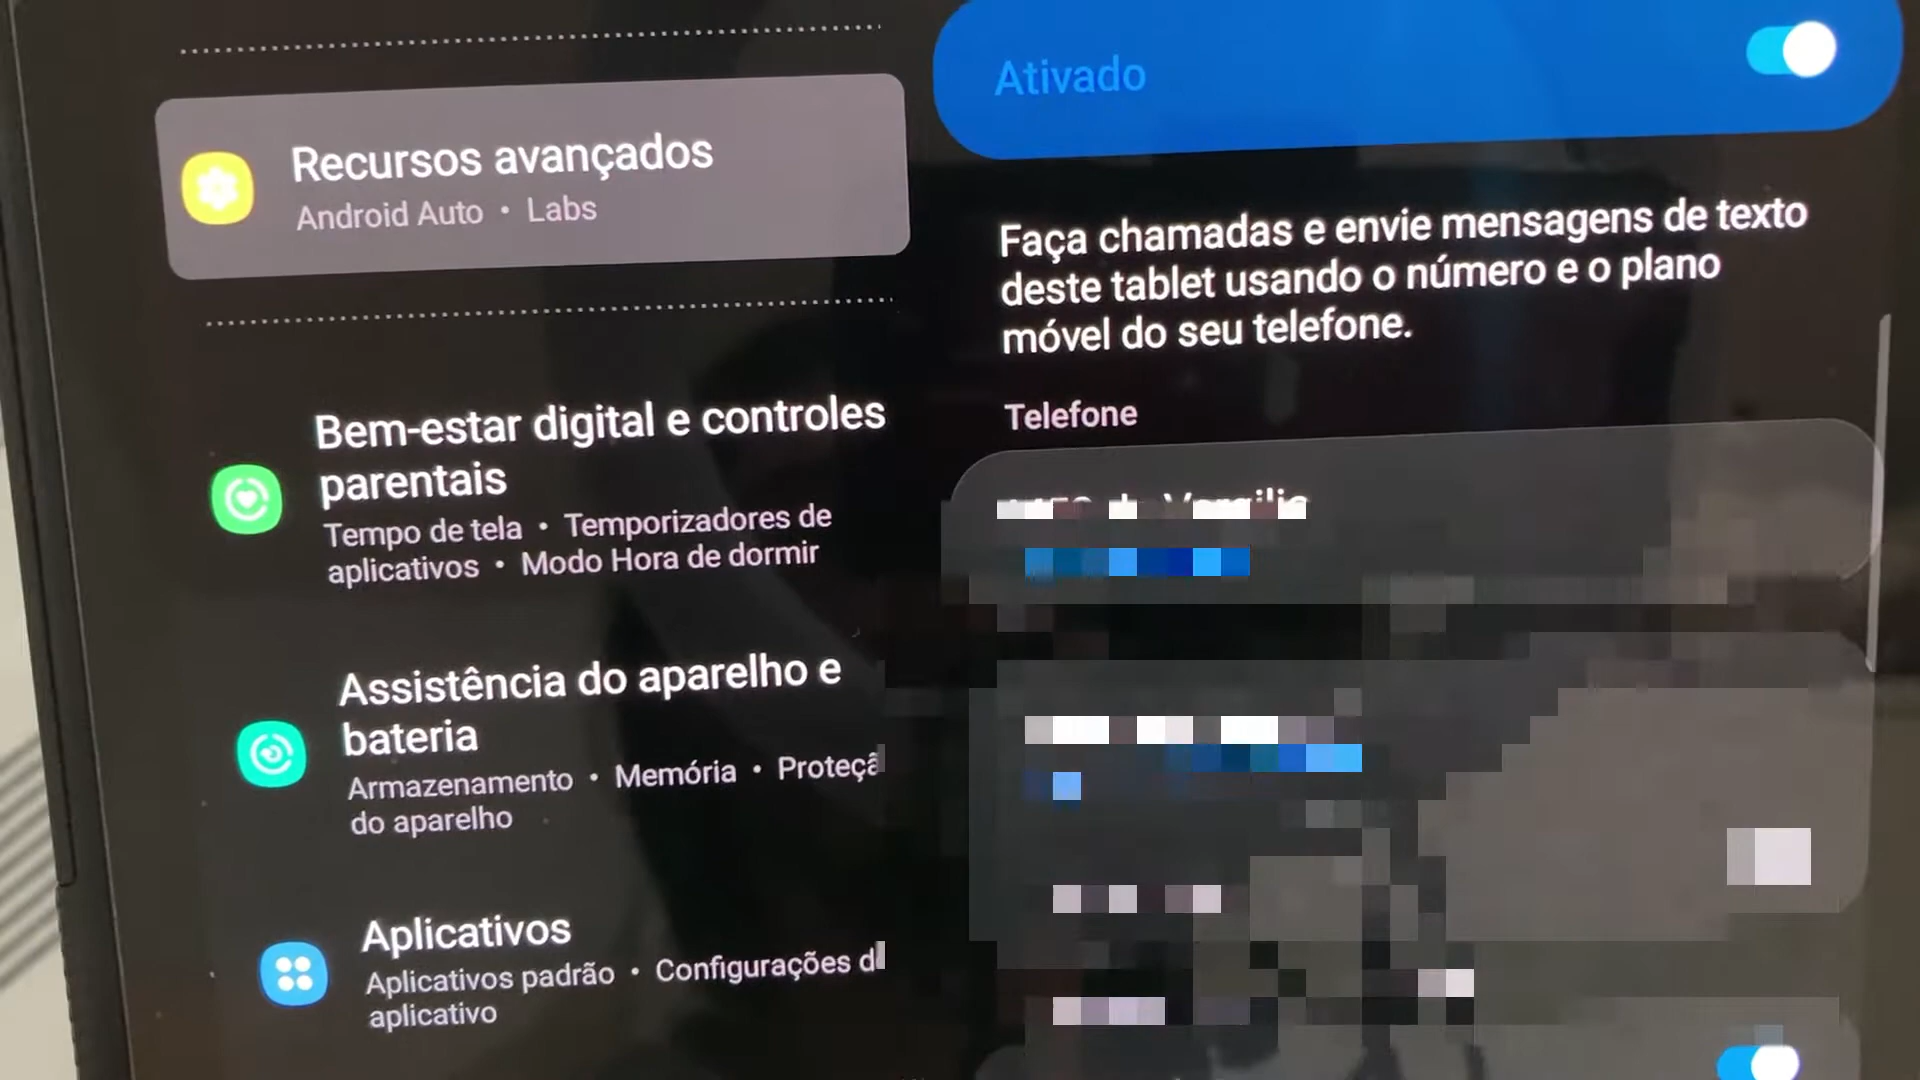 Recursos avançados
Android Auto • Labs
Bem-estar digital e controles
parentais
Tempo de tela • Temporizadores de
aplicativos • Modo Hora de dormir
Assistência do aparelho e
bateria
Armazenamento • Memória • Proteçã
do aparelho
Aplicativos
Aplicativos padrão • Configurações d
aplicativo
Ativado
Faça chamadas e envie mensagens de texto
deste tablet usando o número e o plano
móvel do seu telefone.
Telefone